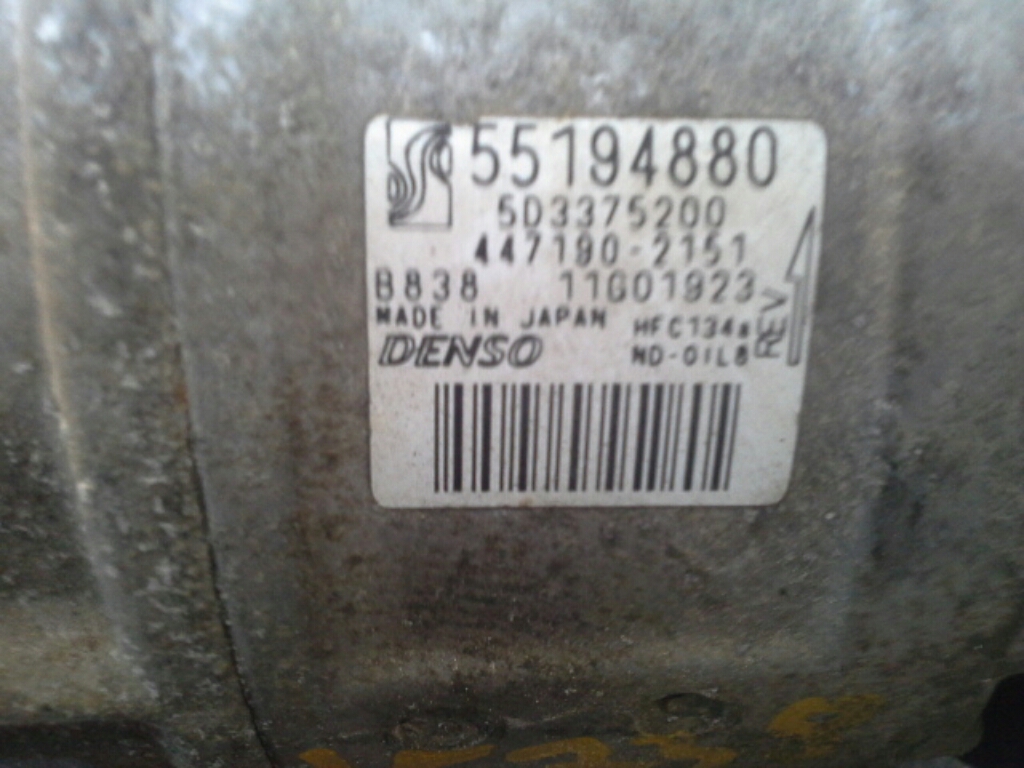 55194880
5D3375200
447190-2151
B838 11G01923
MADE IN JAPAN HFC134a
DENSO ND-OIL8
REV